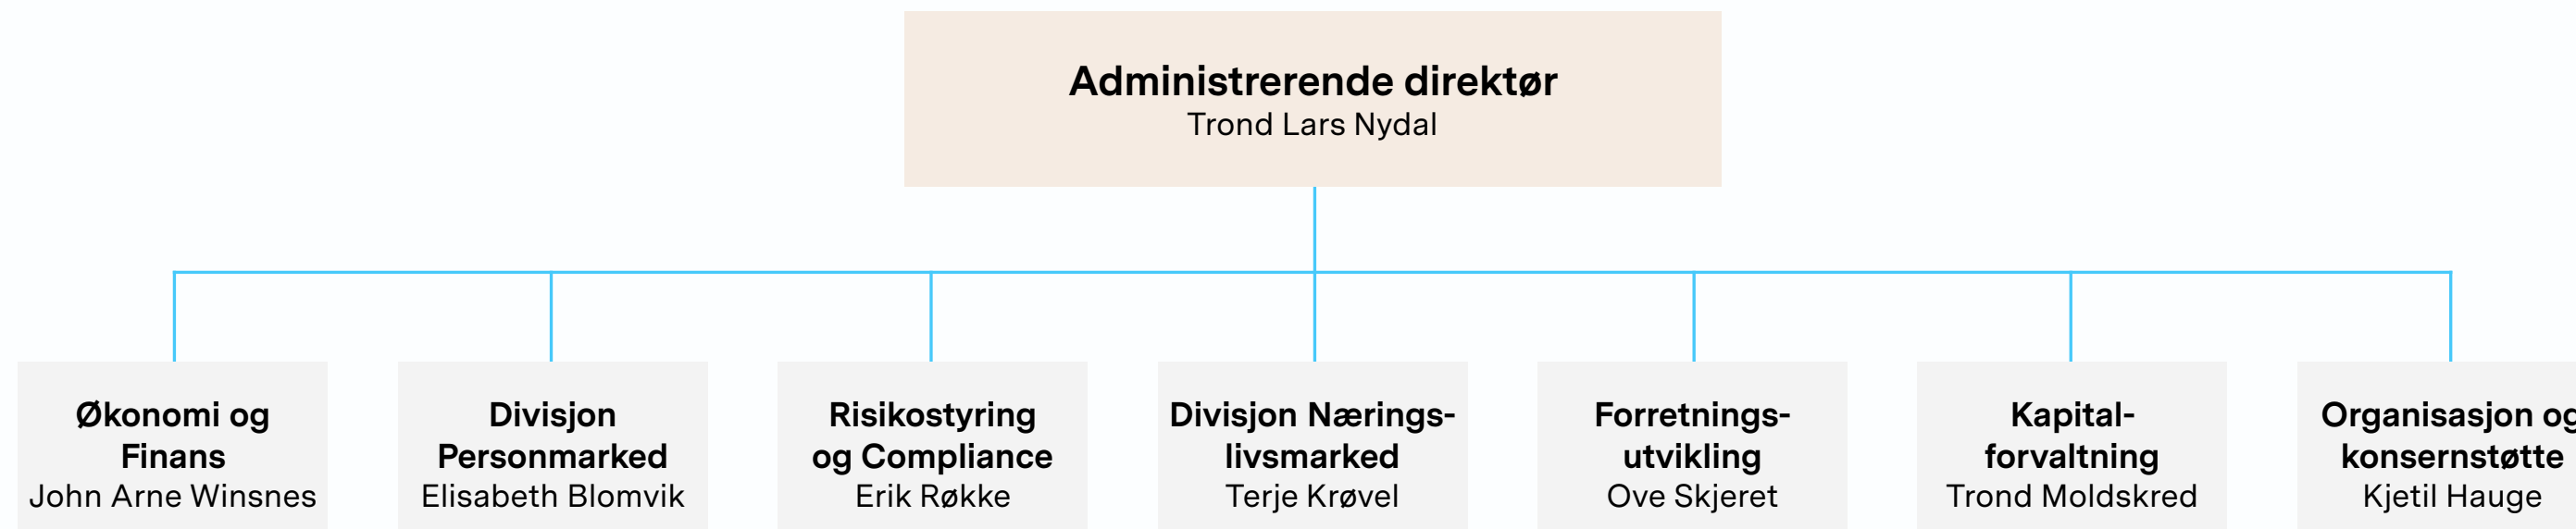 Administrerende direktør
Trond Lars Nydal
Økonomi og
Finans
John Arne Winsnes
Divisjon
Personmarked
Elisabeth Blomvik
Risikostyring
og Compliance
Erik Røkke
Divisjon Nærings-
livsmarked
Terje Krøvel
Forretnings-
utvikling
Ove Skjeret
Kapital-
forvaltning
Trond Moldskred
Organisasjon og
konsernstøtte
Kjetil Hauge